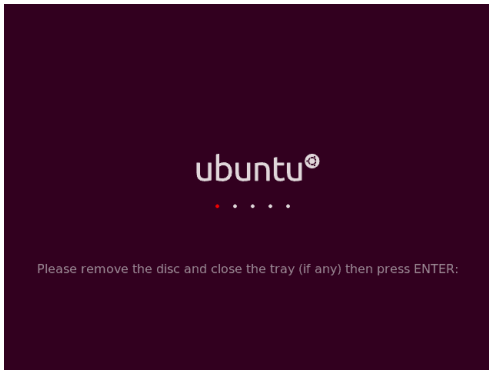 ubuntu
Please remove the disc and close the tray (if any) then press ENTER: